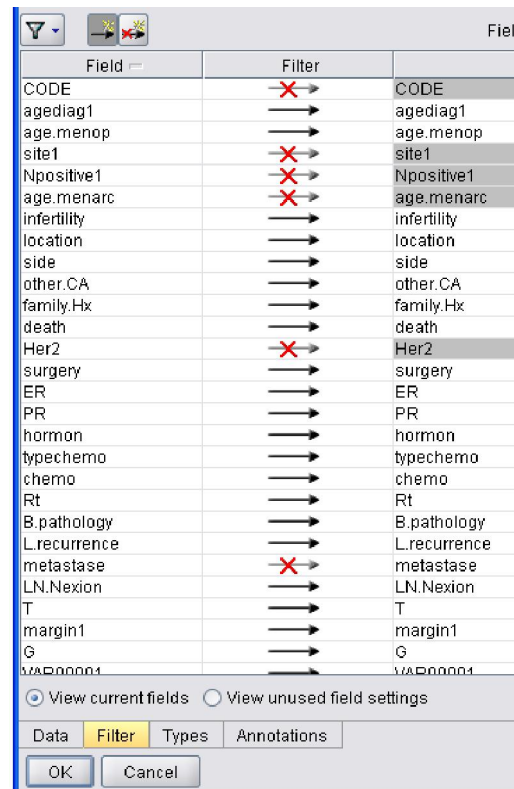 Fiel
Field Filter
CODE CODE
agediag1 agediag1
age.menop age.menop
site1 site1
Npositive1 Npositive1
age.menarc age.menarc
infertility infertility
location location
side side
other.CA other.CA
family.Hx family.Hx
death death
Her2 Her2
surgery surgery
ER ER
PR PR
hormon hormon
typechemo typechemo
chemo chemo
Rt Rt
B.pathology B.pathology
L.recurrence L.recurrence
metastase metastase
LN.Nexion LN.Nexion
T T
margin1 margin1
G G
VAR00001 VAR00001
View current fields View unused field settings
Data Filter Types Annotations
OK Cancel